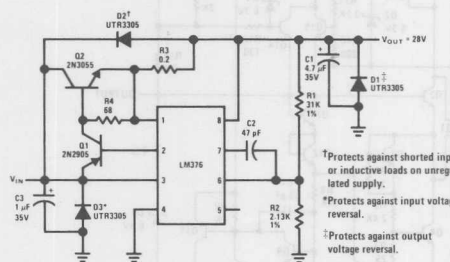 D2†
UTR3305
VOUT = 28V
Q2
2N3055
R3
0.2
C1
4.7 µF
35V
D1‡
UTR3305
R4
68
R1
31K
1%
C2
47 pF
Q1
2N2905
1
2
3
4
8
7
6
5
LM376
VIN
C3
1 µF
35V
D3*
UTR3305
R2
2.13K
1%
†Protects against shorted inp
or inductive loads on unreg
lated supply.
*Protects against input volta
reversal.
‡Protects against output
voltage reversal.